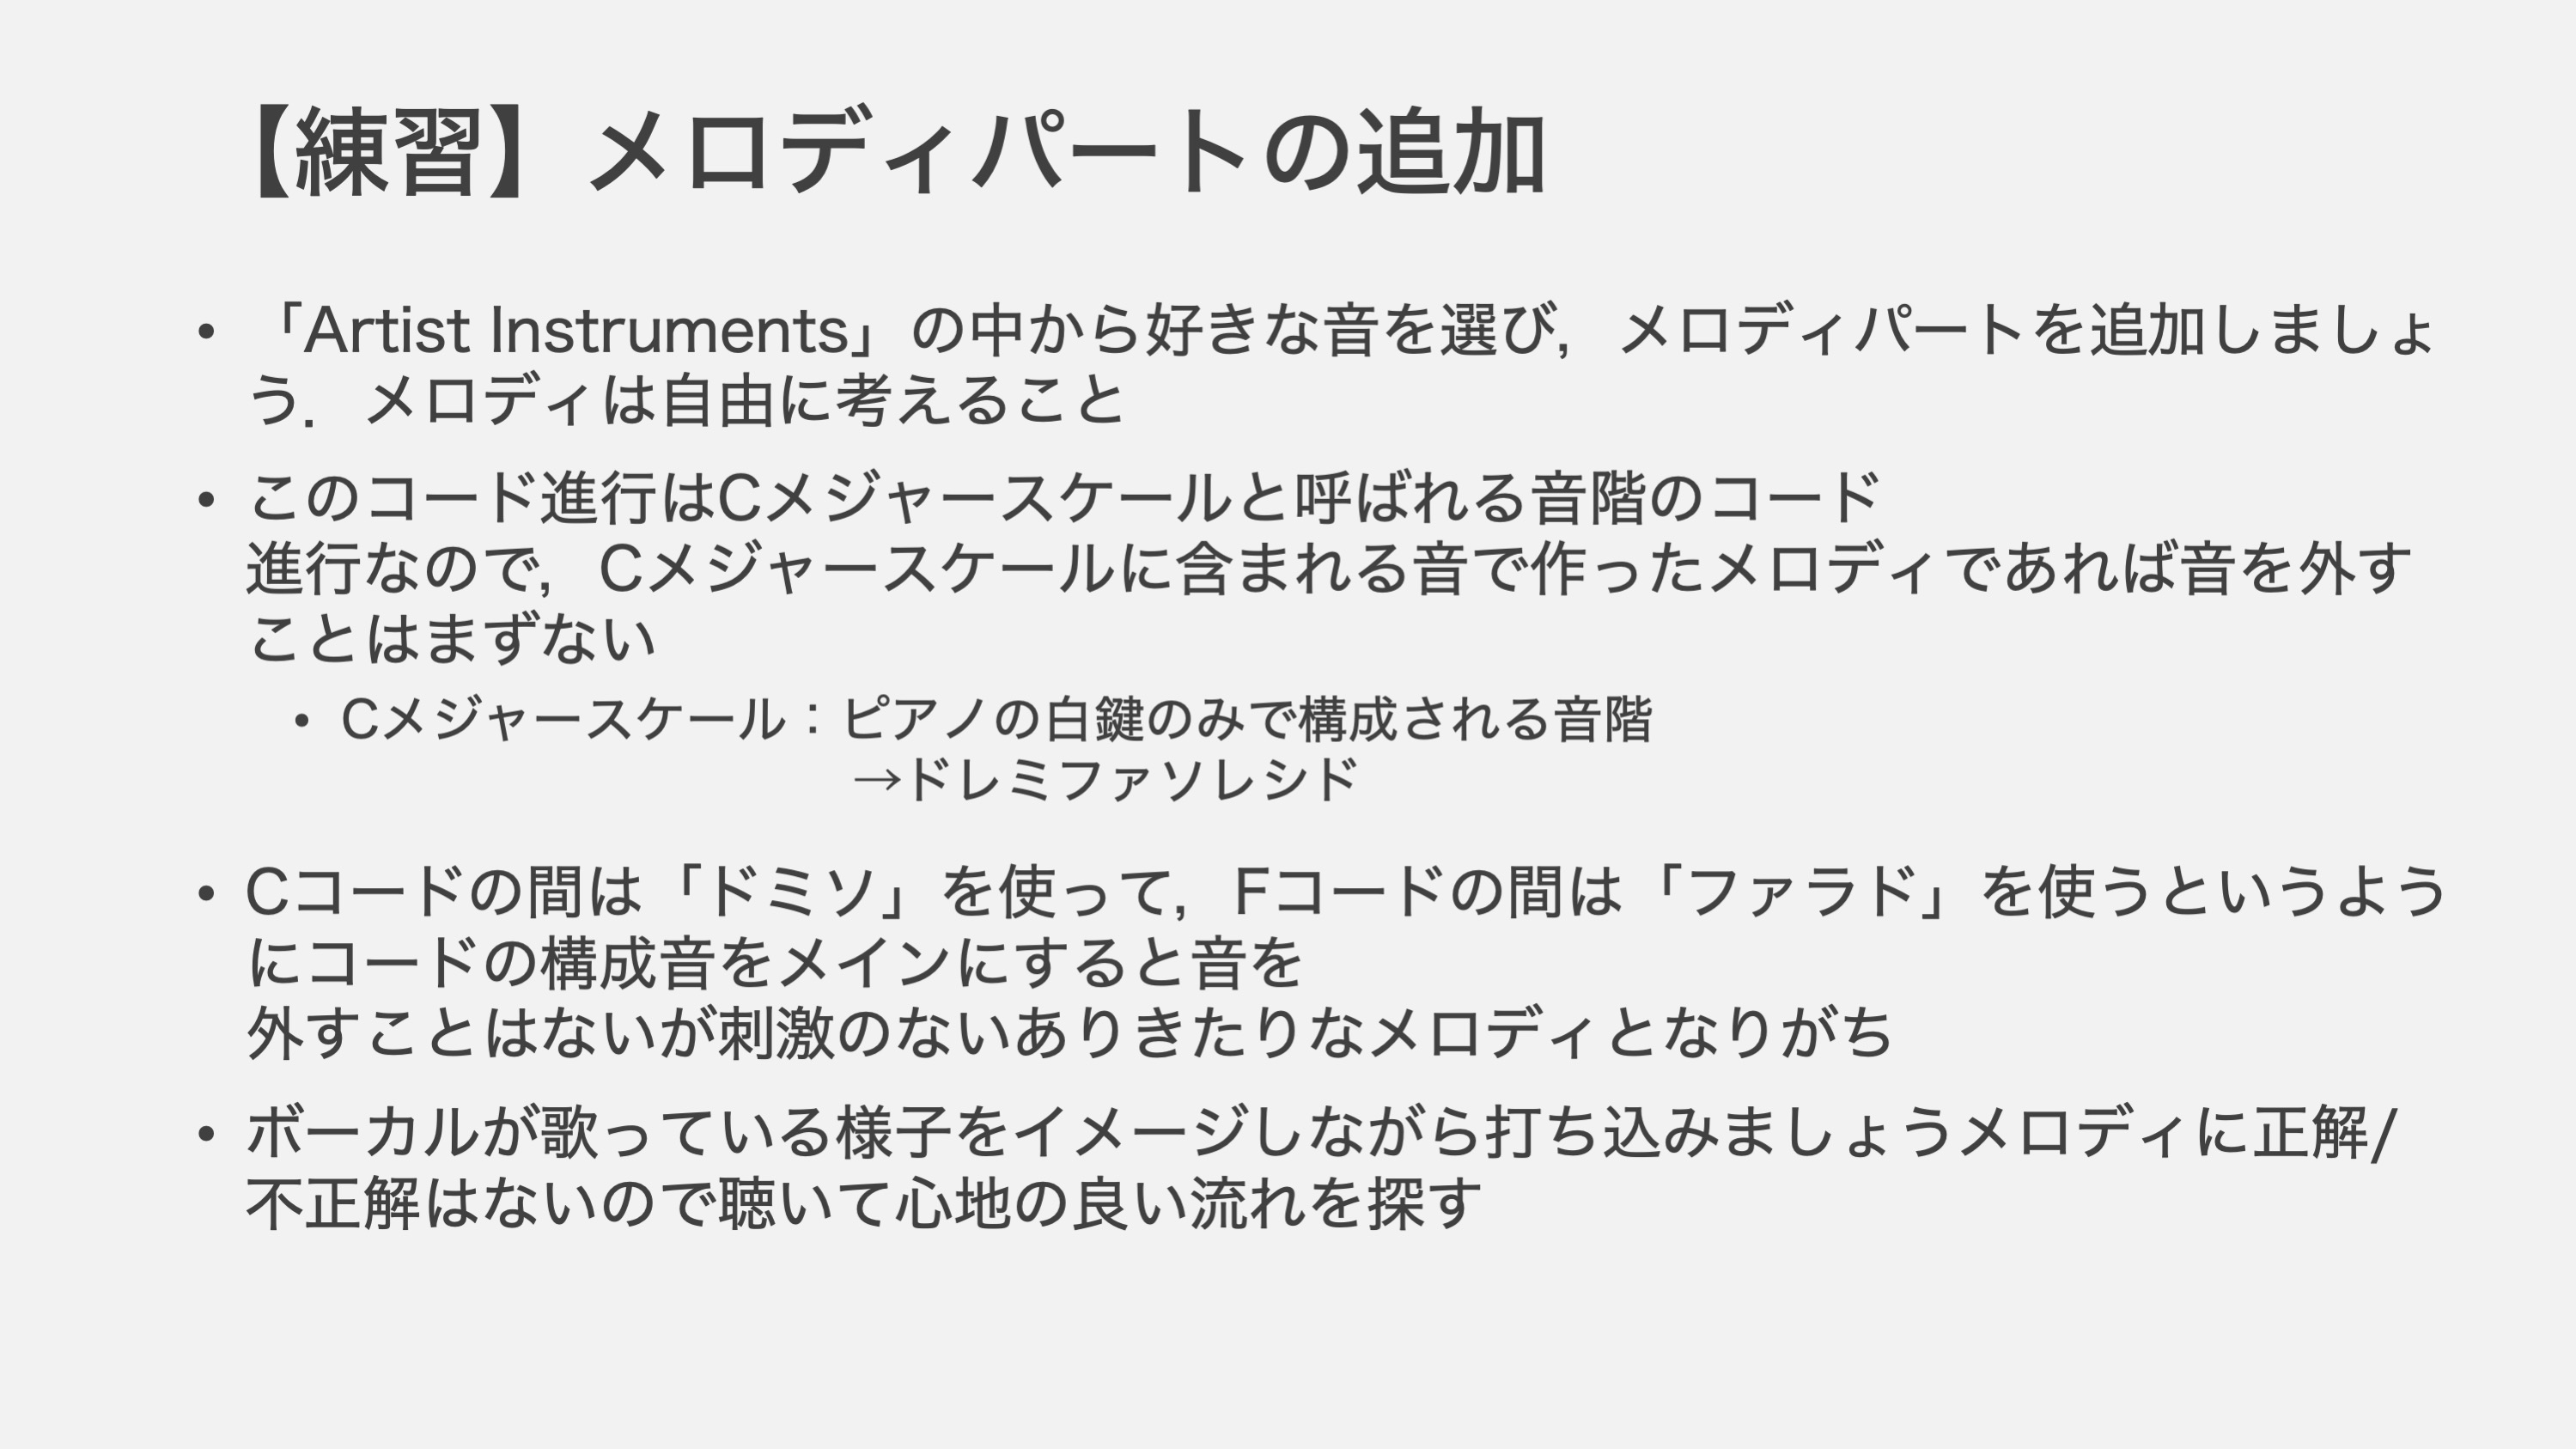 【練習】メロディパートの追加
• 「Artist Instruments」の中から好きな音を選び，メロディパートを追加しましょ
う．メロディは自由に考えること
• このコード進行はCメジャースケールと呼ばれる音階のコード
進行なので，Cメジャースケールに含まれる音で作ったメロディであれば音を外す
ことはまずない
• Cメジャースケール：ピアノの白鍵のみで構成される音階
→ドレミファソレシド
• Cコードの間は「ドミソ」を使って，Fコードの間は「ファラド」を使うというよう
にコードの構成音をメインにすると音を
外すことはないが刺激のないありきたりなメロディとなりがち
• ボーカルが歌っている様子をイメージしながら打ち込みましょうメロディに正解/
不正解はないので聴いて心地の良い流れを探す